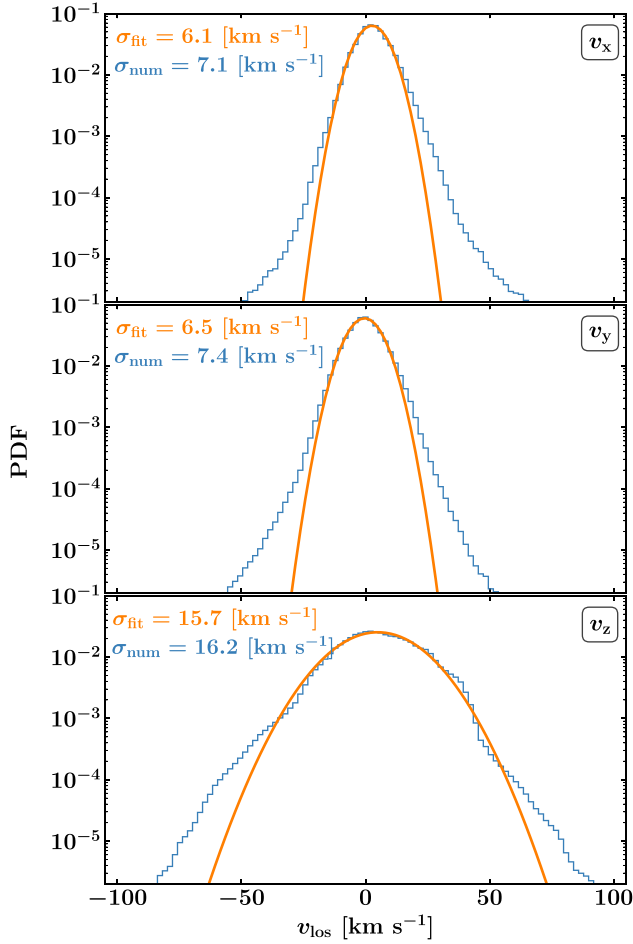 10⁻¹
σfit = 6.1 [km s⁻¹]
vx
σnum = 7.1 [km s⁻¹]
10⁻²
10⁻³
10⁻⁴
10⁻⁵
10⁻¹
σfit = 6.5 [km s⁻¹]
vy
σnum = 7.4 [km s⁻¹]
10⁻²
10⁻³
PDF
10⁻⁴
10⁻⁵
10⁻¹
σfit = 15.7 [km s⁻¹]
vz
σnum = 16.2 [km s⁻¹]
10⁻²
10⁻³
10⁻⁴
10⁻⁵
−100 −50 0 50 100
vlos [km s⁻¹]